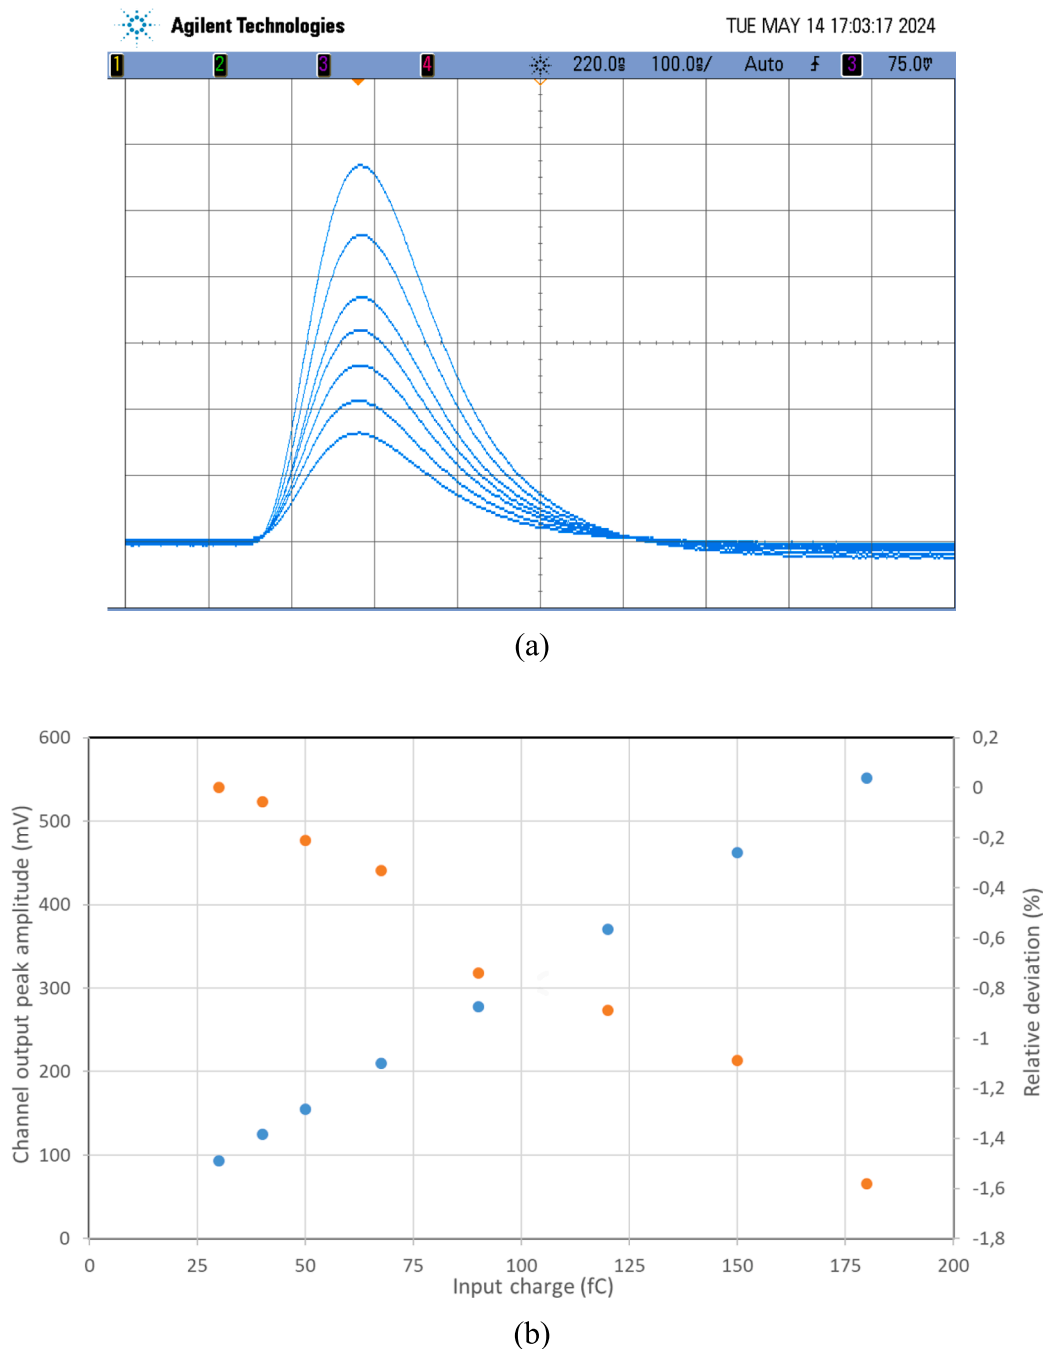 Agilent Technologies
TUE MAY 14 17:03:17 2024
1 2 3 4 220.0ns 100.0ns/ Auto 3 75.0mV
(a)
600
500
400
300
200
100
0
Channel output peak amplitude (mV)
0,2
0
-0,2
-0,4
-0,6
-0,8
-1
-1,2
-1,4
-1,6
-1,8
Relative deviation (%)
0 25 50 75 100 125 150 175 200
Input charge (fC)
(b)